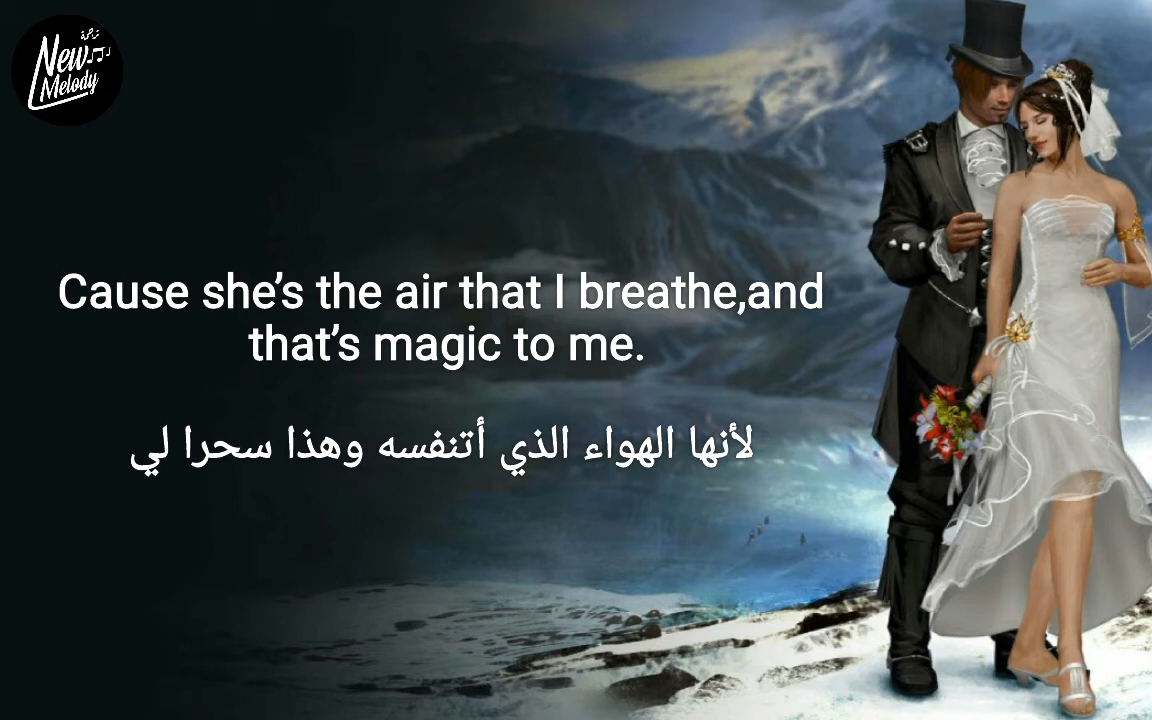 ترجمة
New
Melody
Cause she’s the air that I breathe,and
that’s magic to me.
لأنها الهواء الذي أتنفسه وهذا سحرا لي